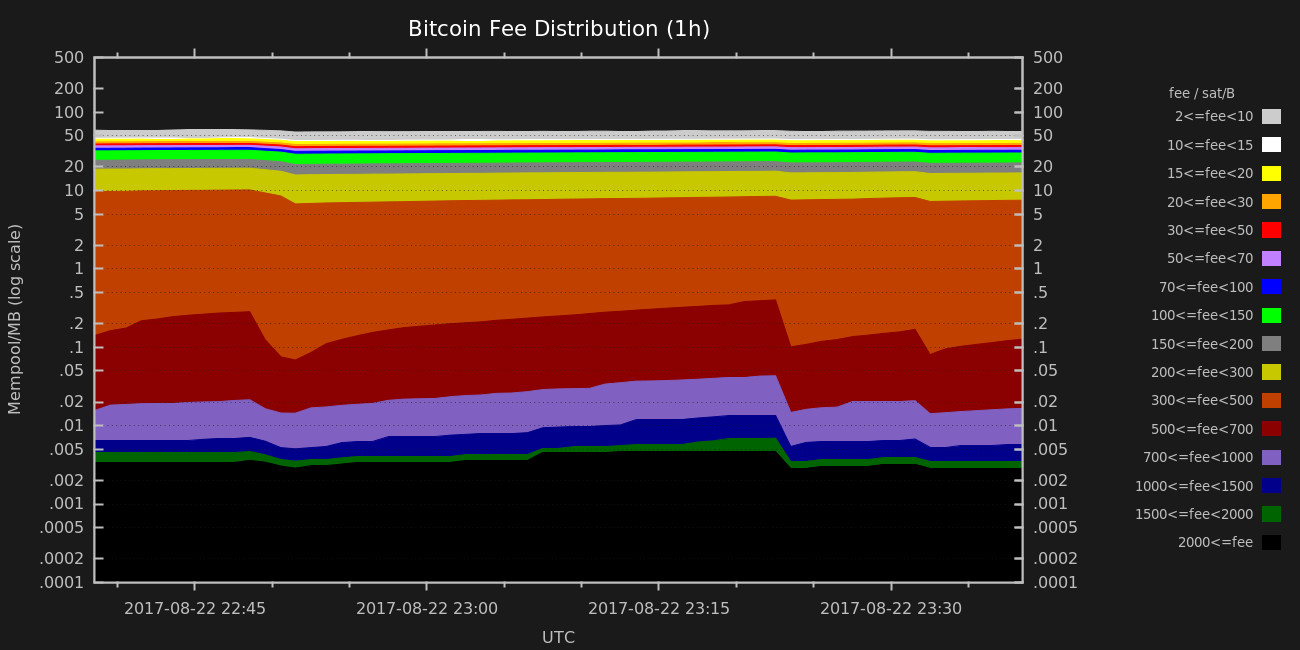 Bitcoin Fee Distribution (1h)
500
200
100
50
20
10
5
2
1
.5
.2
.1
.05
.02
.01
.005
.002
.001
.0005
.0002
.0001
Mempool/MB (log scale)
500
200
100
50
20
10
5
2
1
.5
.2
.1
.05
.02
.01
.005
.002
.001
.0005
.0002
.0001
2017-08-22 22:45
2017-08-22 23:00
2017-08-22 23:15
2017-08-22 23:30
UTC
fee / sat/B
2<=fee<10
10<=fee<15
15<=fee<20
20<=fee<30
30<=fee<50
50<=fee<70
70<=fee<100
100<=fee<150
150<=fee<200
200<=fee<300
300<=fee<500
500<=fee<700
700<=fee<1000
1000<=fee<1500
1500<=fee<2000
2000<=fee